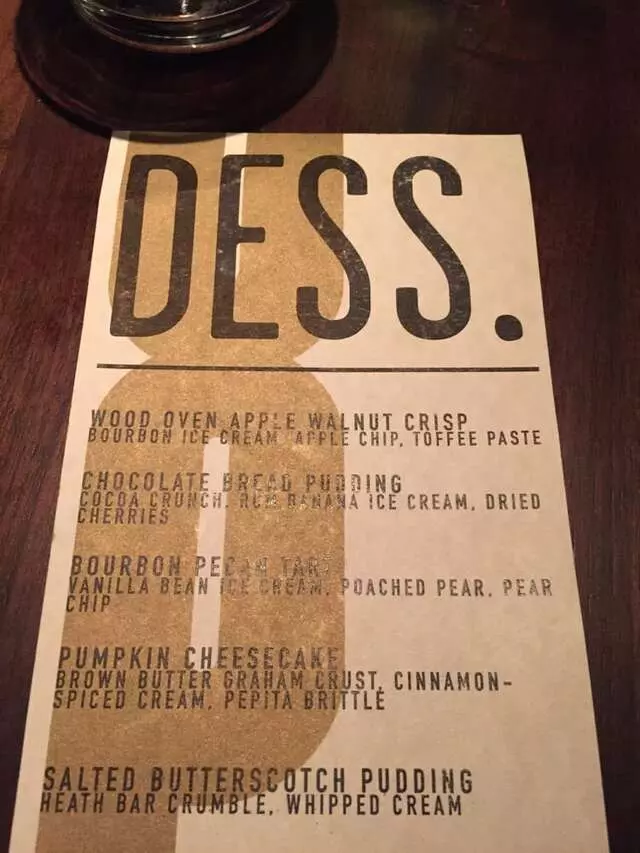 DESS.
WOOD OVEN APPLE WALNUT CRISP
BOURBON ICE CREAM, APPLE CHIP, TOFFEE PASTE
CHOCOLATE BREAD PUDDING
COCOA CRUNCH, RUM BANANA ICE CREAM, DRIED
CHERRIES
BOURBON PECAN TART
VANILLA BEAN ICE CREAM, POACHED PEAR, PEAR
CHIP
PUMPKIN CHEESECAKE
BROWN BUTTER GRAHAM CRUST, CINNAMON-
SPICED CREAM, PEPITA BRITTLE
SALTED BUTTERSCOTCH PUDDING
HEATH BAR CRUMBLE, WHIPPED CREAM